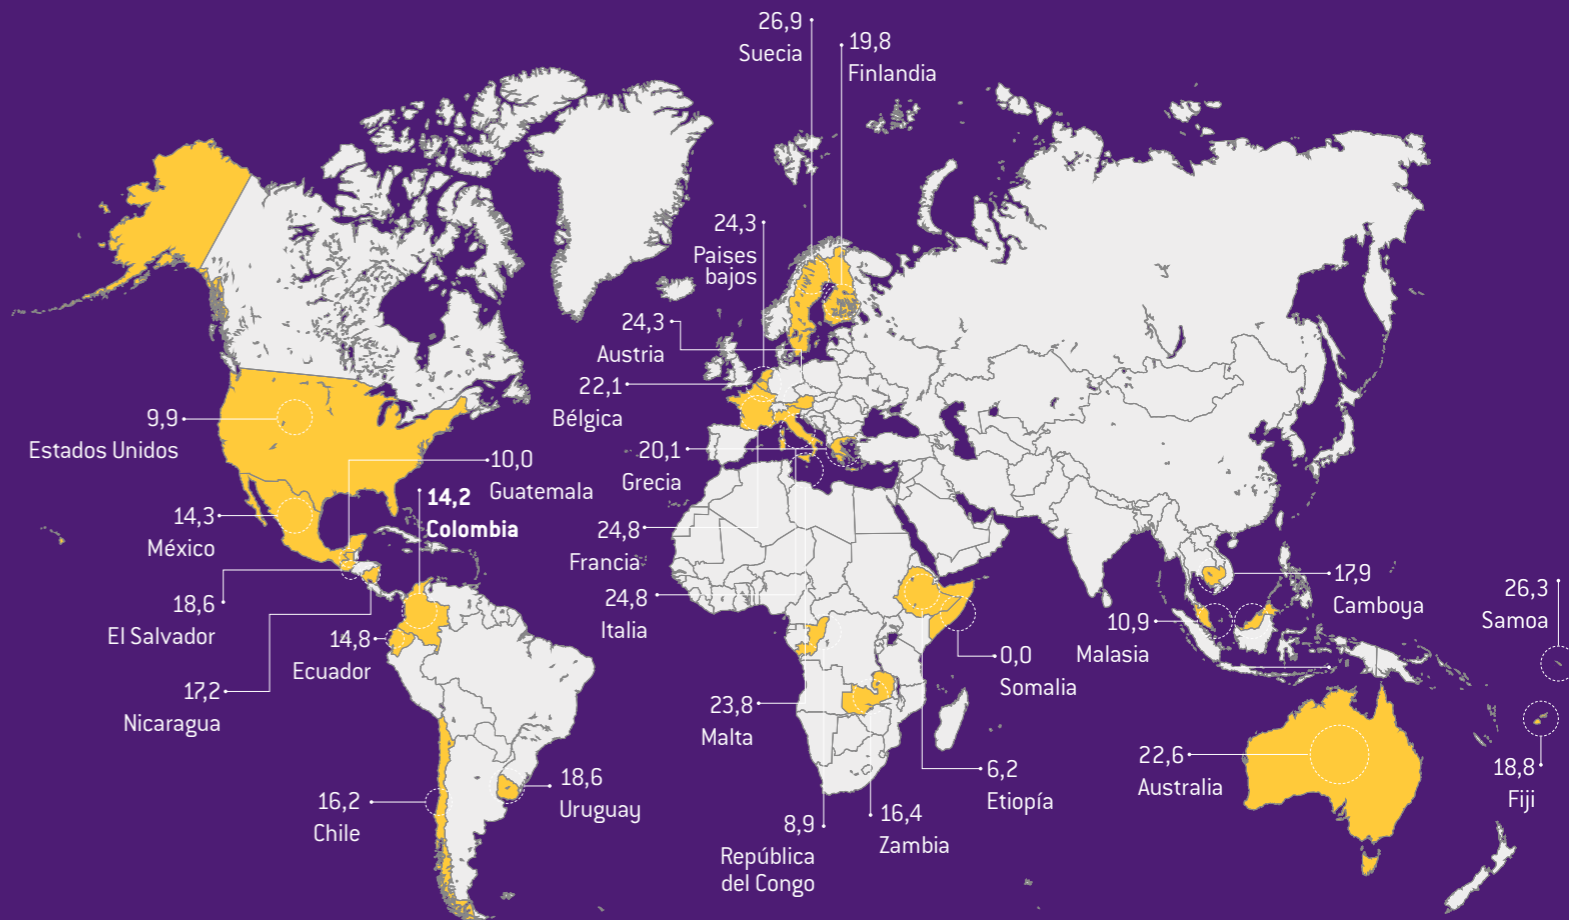 26,9
Suecia
19,8
Finlandia
24,3
Paises
bajos
24,3
Austria
22,1
Bélgica
9,9
Estados Unidos
20,1
Grecia
10,0
Guatemala
14,2
Colombia
14,3
México
24,8
Francia
18,6
El Salvador
24,8
Italia
14,8
Ecuador
17,2
Nicaragua
17,9
Camboya
26,3
Samoa
10,9
Malasia
0,0
Somalia
23,8
Malta
22,6
Australia
18,8
Fiji
6,2
Etiopía
18,6
Uruguay
16,2
Chile
8,9
República
del Congo
16,4
Zambia